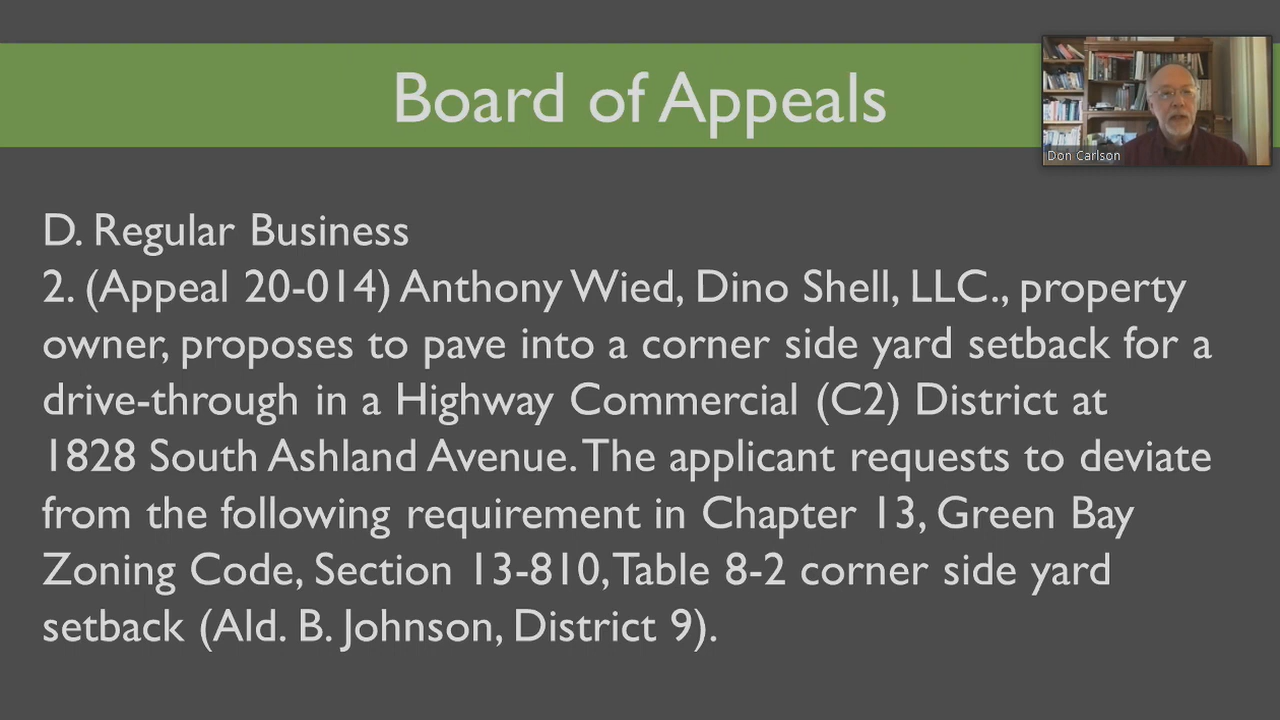 Board of Appeals
Don Carlson
D. Regular Business
2. (Appeal 20-014) Anthony Wied, Dino Shell, LLC., property
owner, proposes to pave into a corner side yard setback for a
drive-through in a Highway Commercial (C2) District at
1828 South Ashland Avenue. The applicant requests to deviate
from the following requirement in Chapter 13, Green Bay
Zoning Code, Section 13-810, Table 8-2 corner side yard
setback (Ald. B. Johnson, District 9).